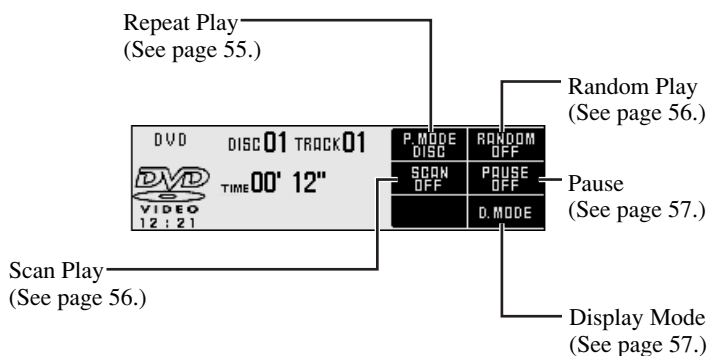 Repeat Play
(See page 55.)
Random Play
(See page 56.)
DVD DISC 01 TRACK 01
P.MODE DISC
RANDOM OFF
DVD VIDEO
TIME 00' 12"
SCAN OFF
PAUSE OFF
12:21
D.MODE
Pause
(See page 57.)
Scan Play
(See page 56.)
Display Mode
(See page 57.)